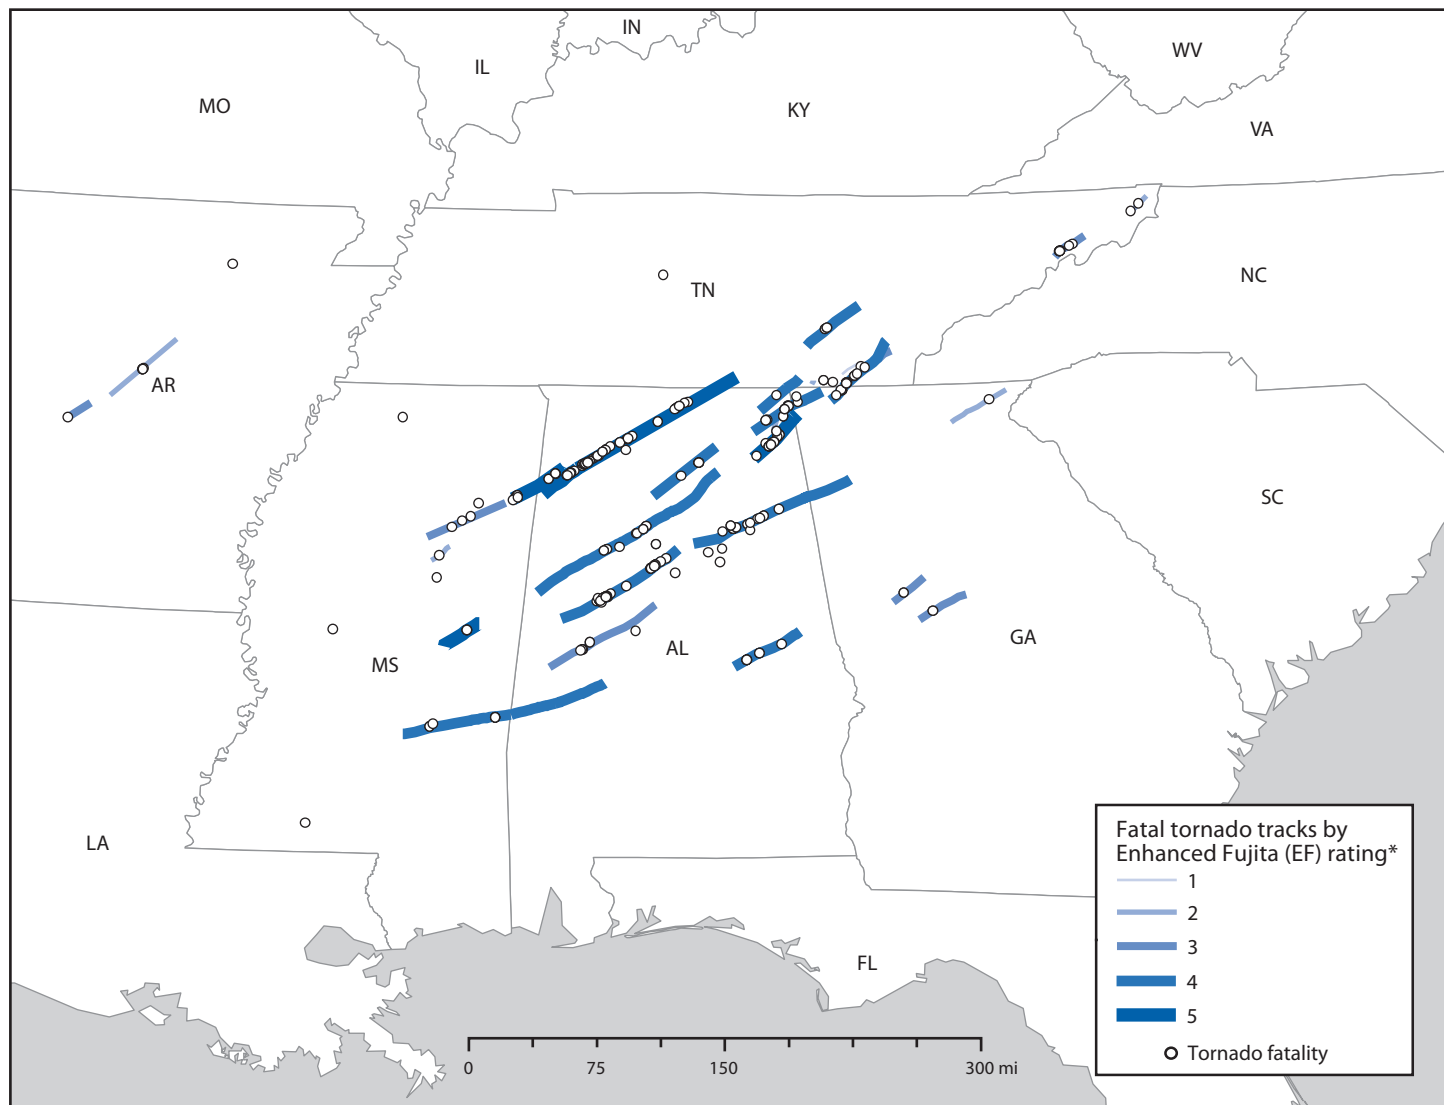 IN
WV
IL
MO
KY
VA
TN
NC
AR
SC
MS
AL
GA
LA
FL
Fatal tornado tracks by
Enhanced Fujita (EF) rating*
1
2
3
4
5
Tornado fatality
0 75 150 300 mi